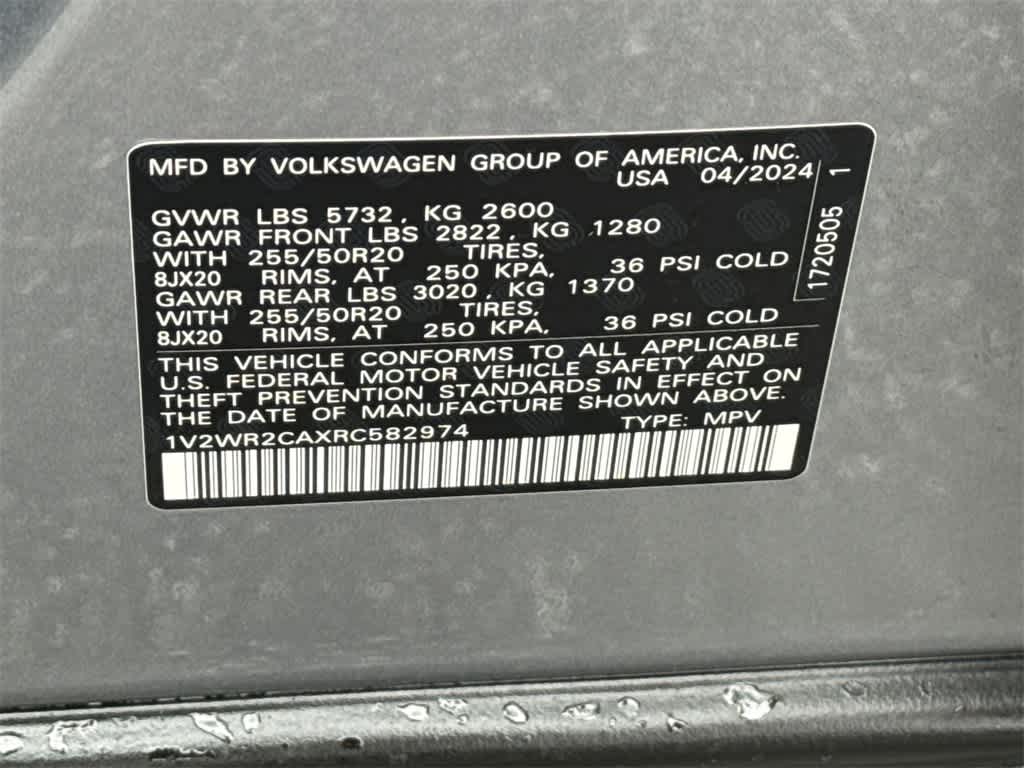 MFD BY VOLKSWAGEN GROUP OF AMERICA, INC.
USA 04/2024
GVWR LBS 5732, KG 2600
GAWR FRONT LBS 2822, KG 1280
WITH 255/50R20 TIRES,
8JX20 RIMS, AT 250 KPA, 36 PSI COLD
GAWR REAR LBS 3020, KG 1370
WITH 255/50R20 TIRES,
8JX20 RIMS, AT 250 KPA, 36 PSI COLD
THIS VEHICLE CONFORMS TO ALL APPLICABLE
U.S. FEDERAL MOTOR VEHICLE SAFETY AND
THEFT PREVENTION STANDARDS IN EFFECT ON
THE DATE OF MANUFACTURE SHOWN ABOVE.
1V2WR2CAXRC582974 TYPE: MPV
1720505 1